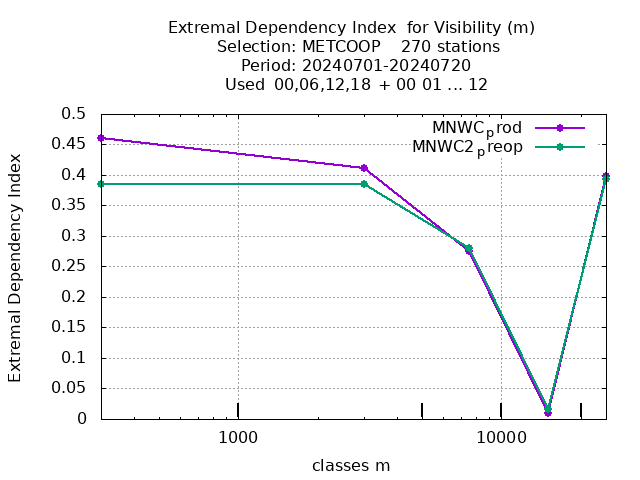 Extremal Dependency Index  for Visibility (m)
Selection: METCOOP    270 stations
Period: 20240701-20240720
Used  00,06,12,18 + 00 01 ... 12
MNWCprod
MNWC2preop
0.5
0.45
0.4
0.35
0.3
0.25
0.2
0.15
0.1
0.05
0
Extremal Dependency Index
1000
10000
classes m